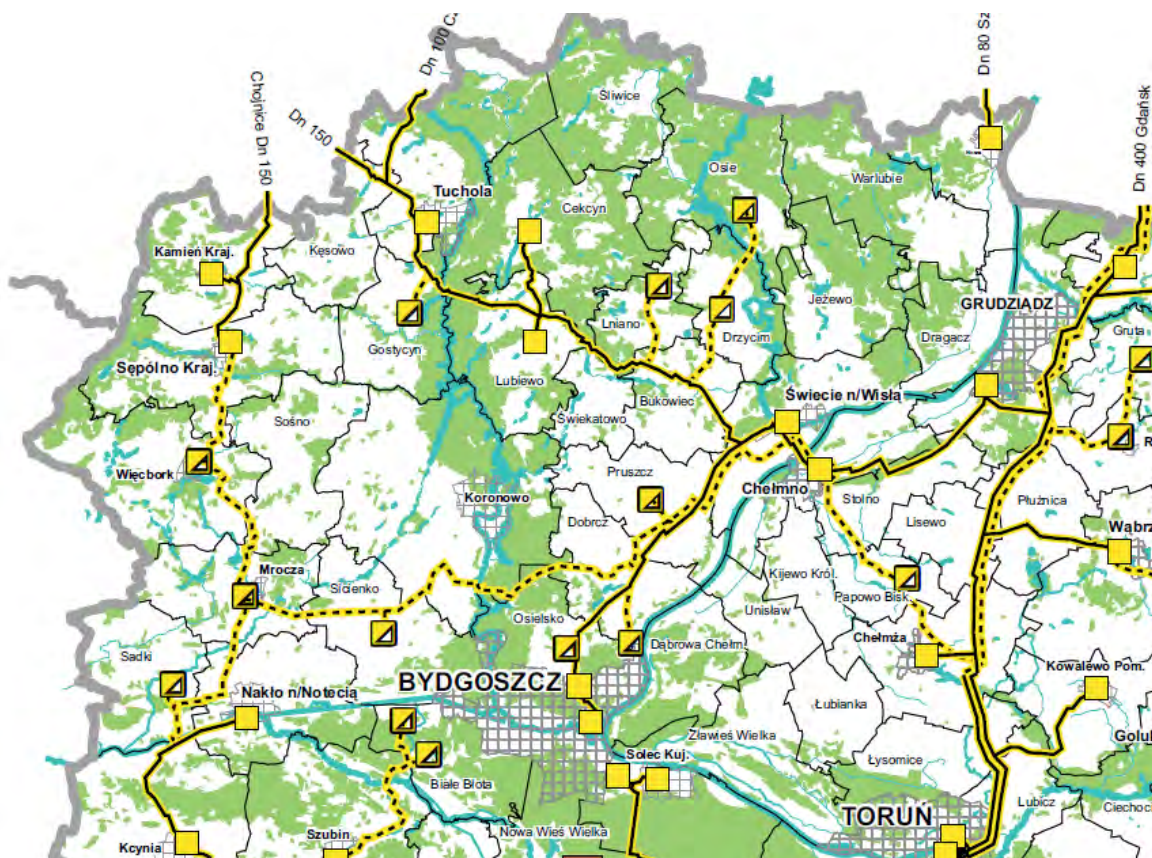 Dn 100
Dn 80
Chojnice Dn 150
Dn 150
Dn 400 Gdańsk
Śliwice
Osie
Warlubie
Tuchola
Cekcyn
Kamień Kraj.
Kęsowo
GRUDZIADZ
Jeżewo
Lniano
Drzycim
Dragacz
Gruta
Gostycyn
Sępólno Kraj.
Lubiewo
Bukowiec
Świecie n/Wisłą
Świekatowo
Sośno
Więcbork
Pruszcz
Chełmno
Stolno
Płużnica
Koronowo
Dobrcz
Lisewo
Wąbrz
Mrocza
Sicienko
Kijewo Król.
Papowo Bisk.
Unisław
Osielsko
Dąbrowa Chełm.
Chełmża
Sadki
Kowalewo Pom.
BYDGOSZCZ
Nakło n/Notecią
Łubianka
Zławieś Wielka
Golu
Solec Kuj.
Łysomice
Białe Błota
Lubicz
Ciechoc
TORUŃ
Szubin
Nowa Wieś Wielka
Kcynia